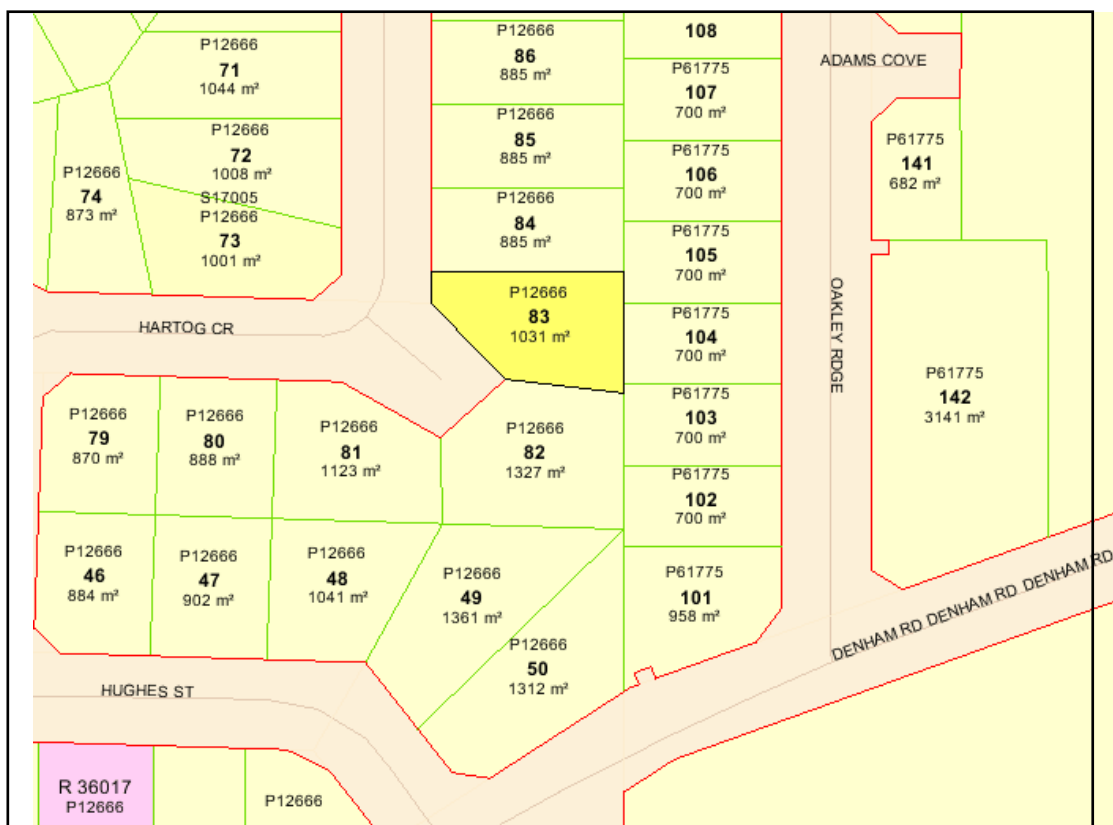 P12666
71
1044 m²
P12666
72
1008 m²
S17005
P12666
73
1001 m²
P12666
74
873 m²
P12666
86
885 m²
P12666
85
885 m²
P12666
84
885 m²
P12666
83
1031 m²
108
P61775
107
700 m²
P61775
106
700 m²
P61775
105
700 m²
P61775
104
700 m²
P61775
103
700 m²
P61775
102
700 m²
P61775
101
958 m²
ADAMS COVE
P61775
141
682 m²
OAKLEY RDGE
P61775
142
3141 m²
HARTOG CR
P12666
79
870 m²
P12666
80
888 m²
P12666
81
1123 m²
P12666
82
1327 m²
P12666
46
884 m²
P12666
47
902 m²
P12666
48
1041 m²
P12666
49
1361 m²
P12666
50
1312 m²
DENHAM RD DENHAM RD DENHAM RD
HUGHES ST
R 36017
P12666
P12666